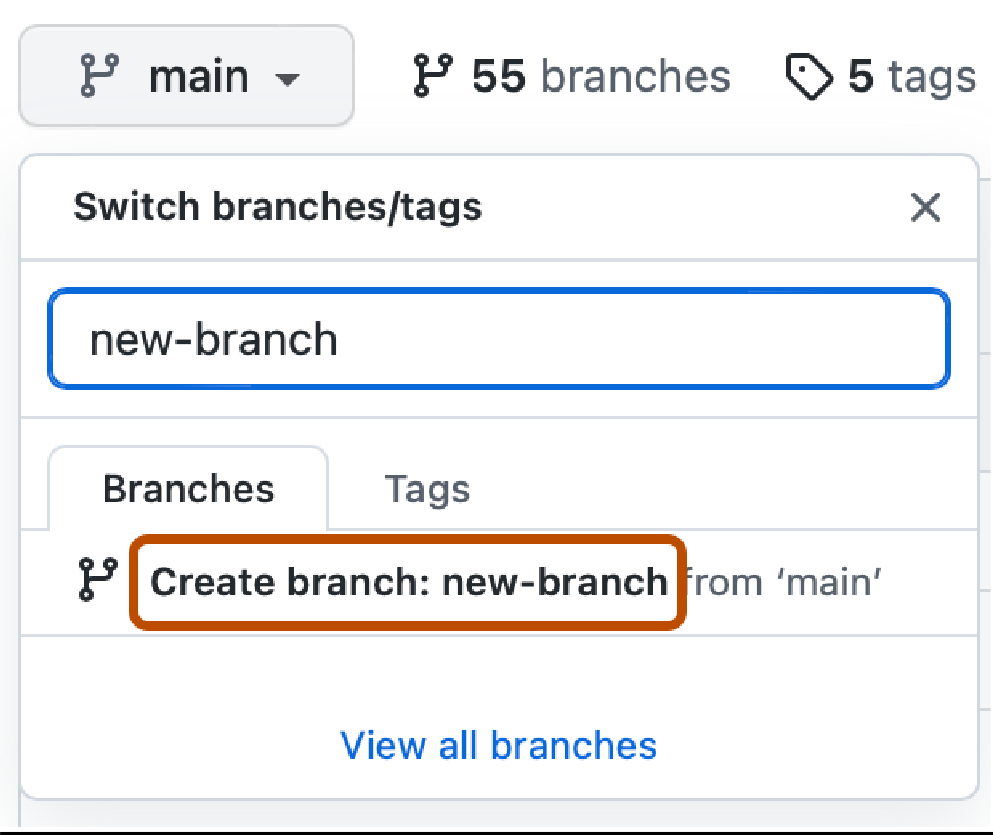 main 55 branches 5 tags
Switch branches/tags
new-branch
Branches Tags
Create branch: new-branch from ‘main’
View all branches